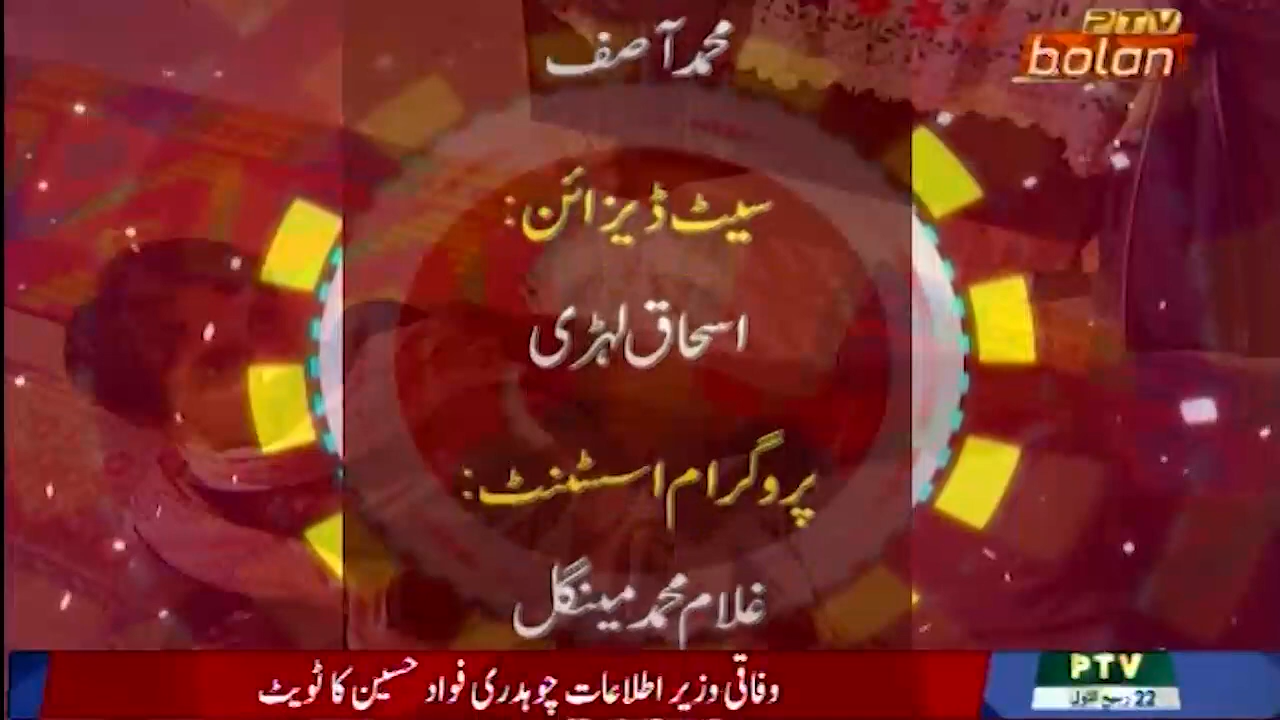 محمد آصف
PTV
bolan
سیٹ ڈیزائن:
اسحاق لہڑی
پروگرام اسسٹنٹ:
غلام محمد مینگل
وفاقی وزیر اطلاعات چوہدری فواد حسین کا ٹویٹ
PTV
22 ربیع الاول